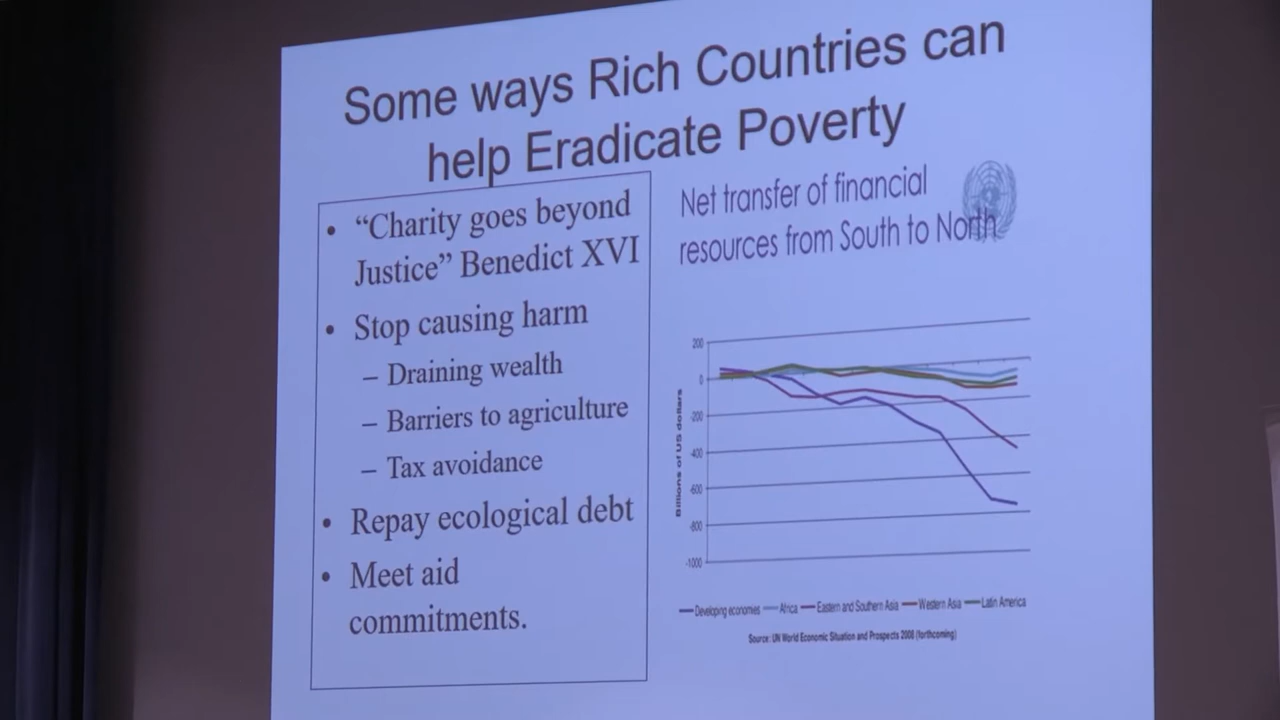 Some ways Rich Countries can
help Eradicate Poverty
• “Charity goes beyond
Justice” Benedict XVI
• Stop causing harm
– Draining wealth
– Barriers to agriculture
– Tax avoidance
• Repay ecological debt
• Meet aid
commitments.
Net transfer of financial
resources from South to North
200
0
-200
-400
-600
-800
-1000
Billions of US dollars
Developing economies Africa Eastern and Southern Asia Western Asia Latin America
Source: UN World Economic Situation and Prospects 2008 (forthcoming)